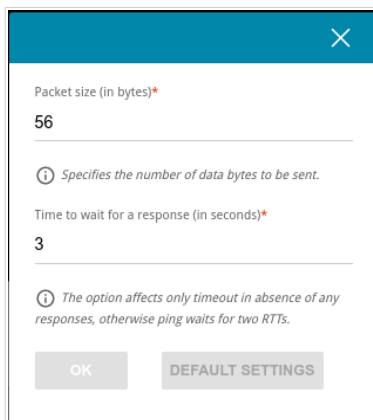 Packet size (in bytes)*
56
Specifies the number of data bytes to be sent.
Time to wait for a response (in seconds)*
3
The option affects only timeout in absence of any
responses, otherwise ping waits for two RTTs.
OK
DEFAULT SETTINGS